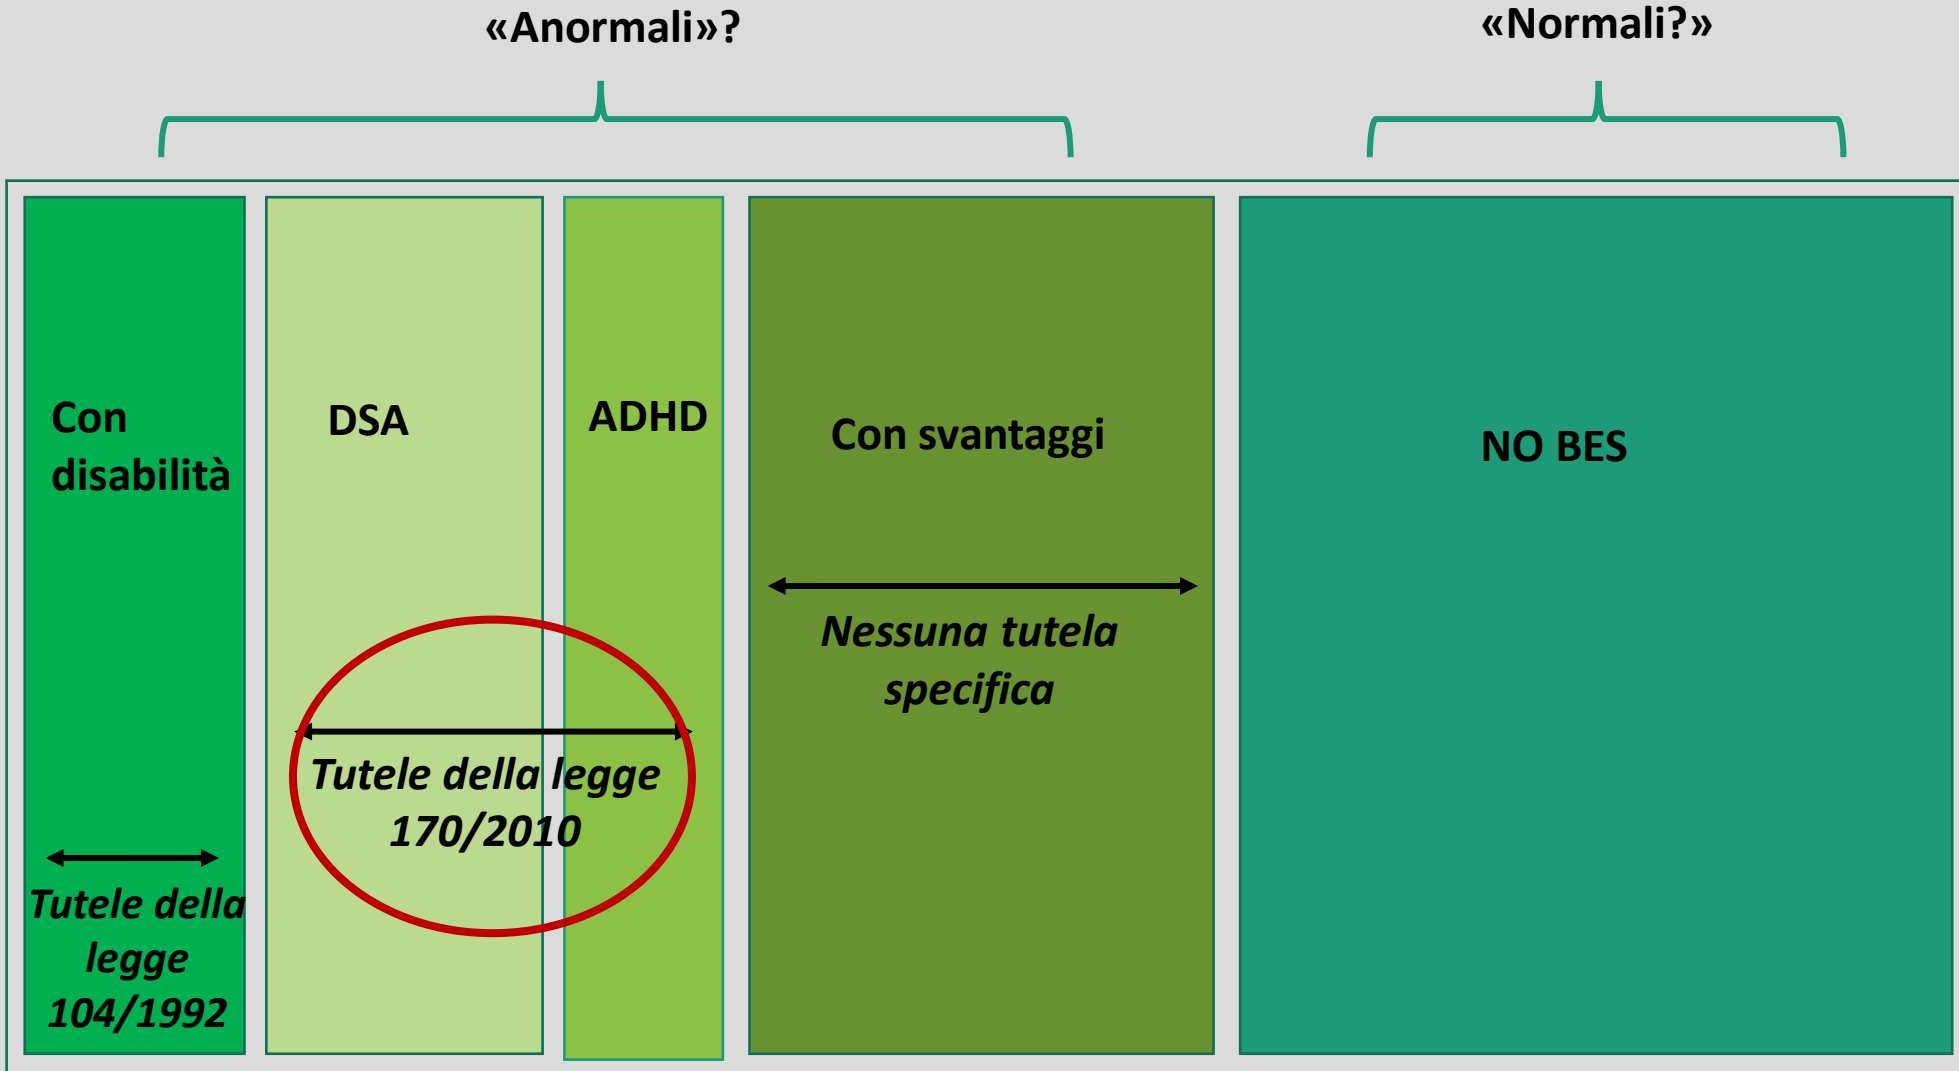 «Anormali»?
«Normali?»
Con
disabilità
DSA
ADHD
Con svantaggi
NO BES
Nessuna tutela
specifica
Tutele della legge
170/2010
Tutele della
legge
104/1992